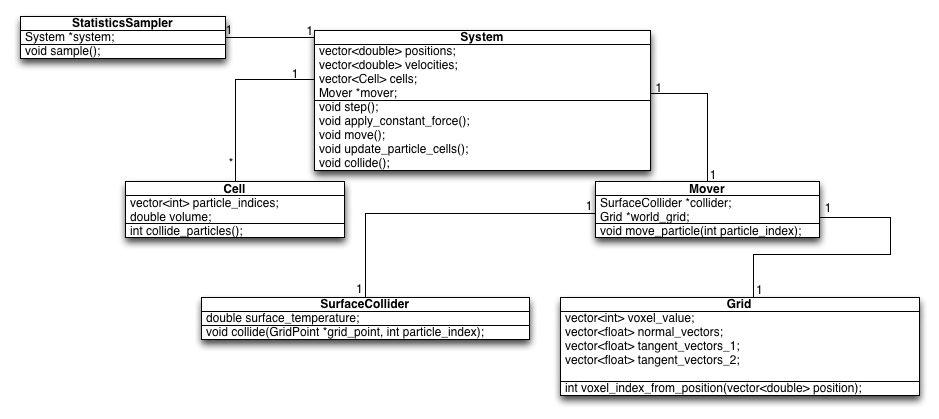 StatisticsSampler
System *system;
void sample();
1
1
System
vector<double> positions;
vector<double> velocities;
vector<Cell> cells;
Mover *mover;
void step();
void apply_constant_force();
void move();
void update_particle_cells();
void collide();
1
*
1
1
Cell
vector<int> particle_indices;
double volume;
int collide_particles();
Mover
SurfaceCollider *collider;
Grid *world_grid;
void move_particle(int particle_index);
1
1
1
1
SurfaceCollider
double surface_temperature;
void collide(GridPoint *grid_point, int particle_index);
Grid
vector<int> voxel_value;
vector<float> normal_vectors;
vector<float> tangent_vectors_1;
vector<float> tangent_vectors_2;
int voxel_index_from_position(vector<double> position);